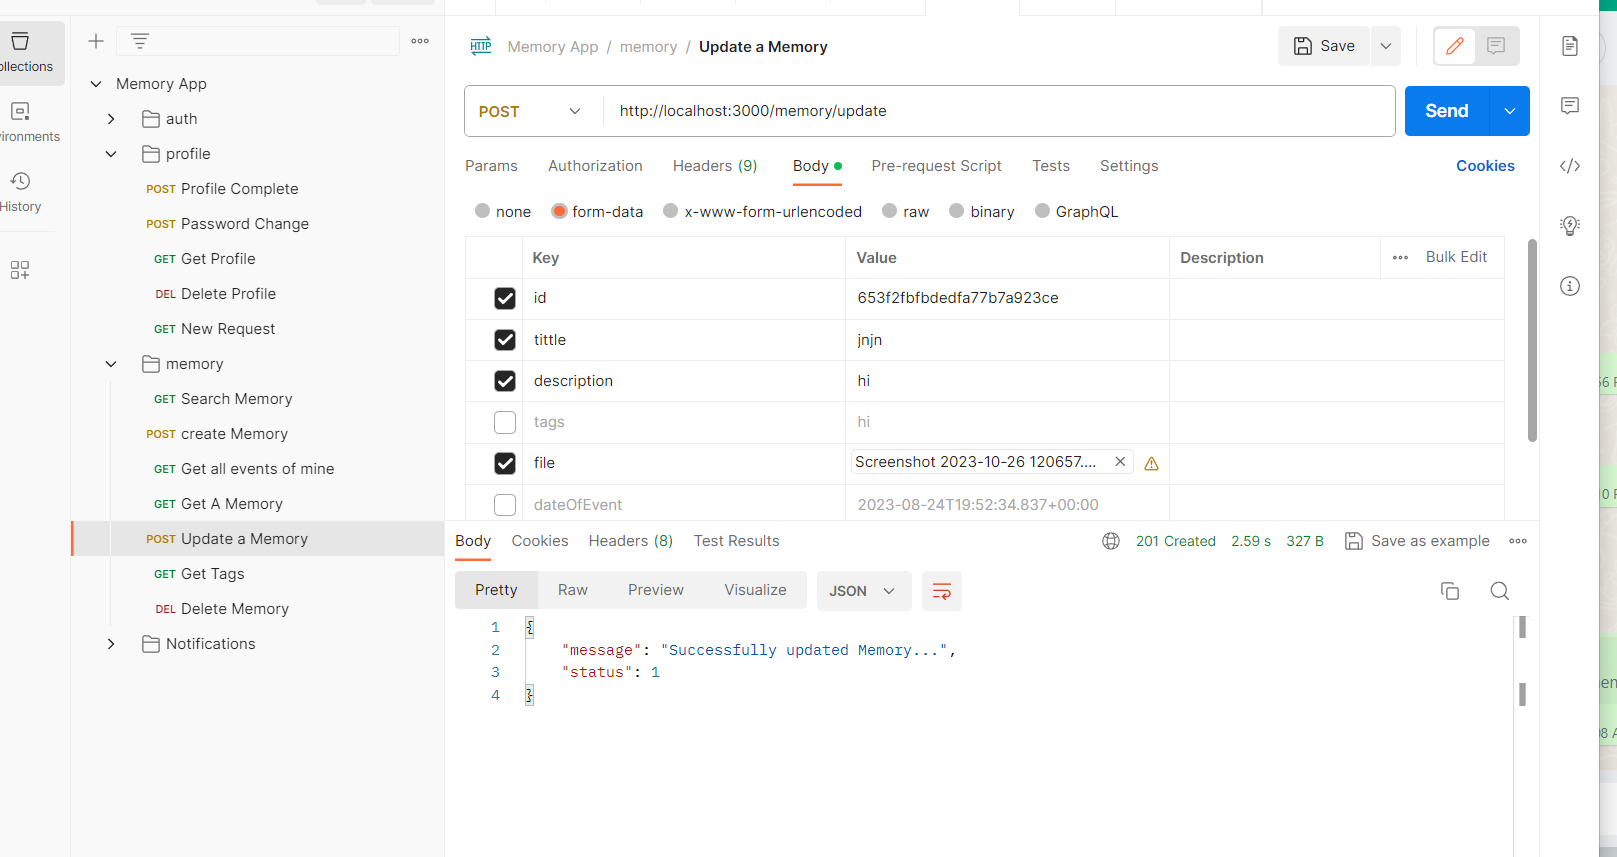 ollections
ironments
History
Memory App
auth
profile
POST Profile Complete
POST Password Change
GET Get Profile
DEL Delete Profile
GET New Request
memory
GET Search Memory
POST create Memory
GET Get all events of mine
GET Get A Memory
POST Update a Memory
GET Get Tags
DEL Delete Memory
Notifications
HTTP Memory App / memory / Update a Memory
Save
POST http://localhost:3000/memory/update
Send
Params Authorization Headers (9) Body Pre-request Script Tests Settings Cookies
none form-data x-www-form-urlencoded raw binary GraphQL
Key Value Description Bulk Edit
id 653f2fbfbdedfa77b7a923ce
tittle jnjn
description hi
tags hi
file Screenshot 2023-10-26 120657....
dateOfEvent 2023-08-24T19:52:34.837+00:00
Body Cookies Headers (8) Test Results 201 Created 2.59 s 327 B Save as example
Pretty Raw Preview Visualize JSON
1 {
2 "message": "Successfully updated Memory...",
3 "status": 1
4 }